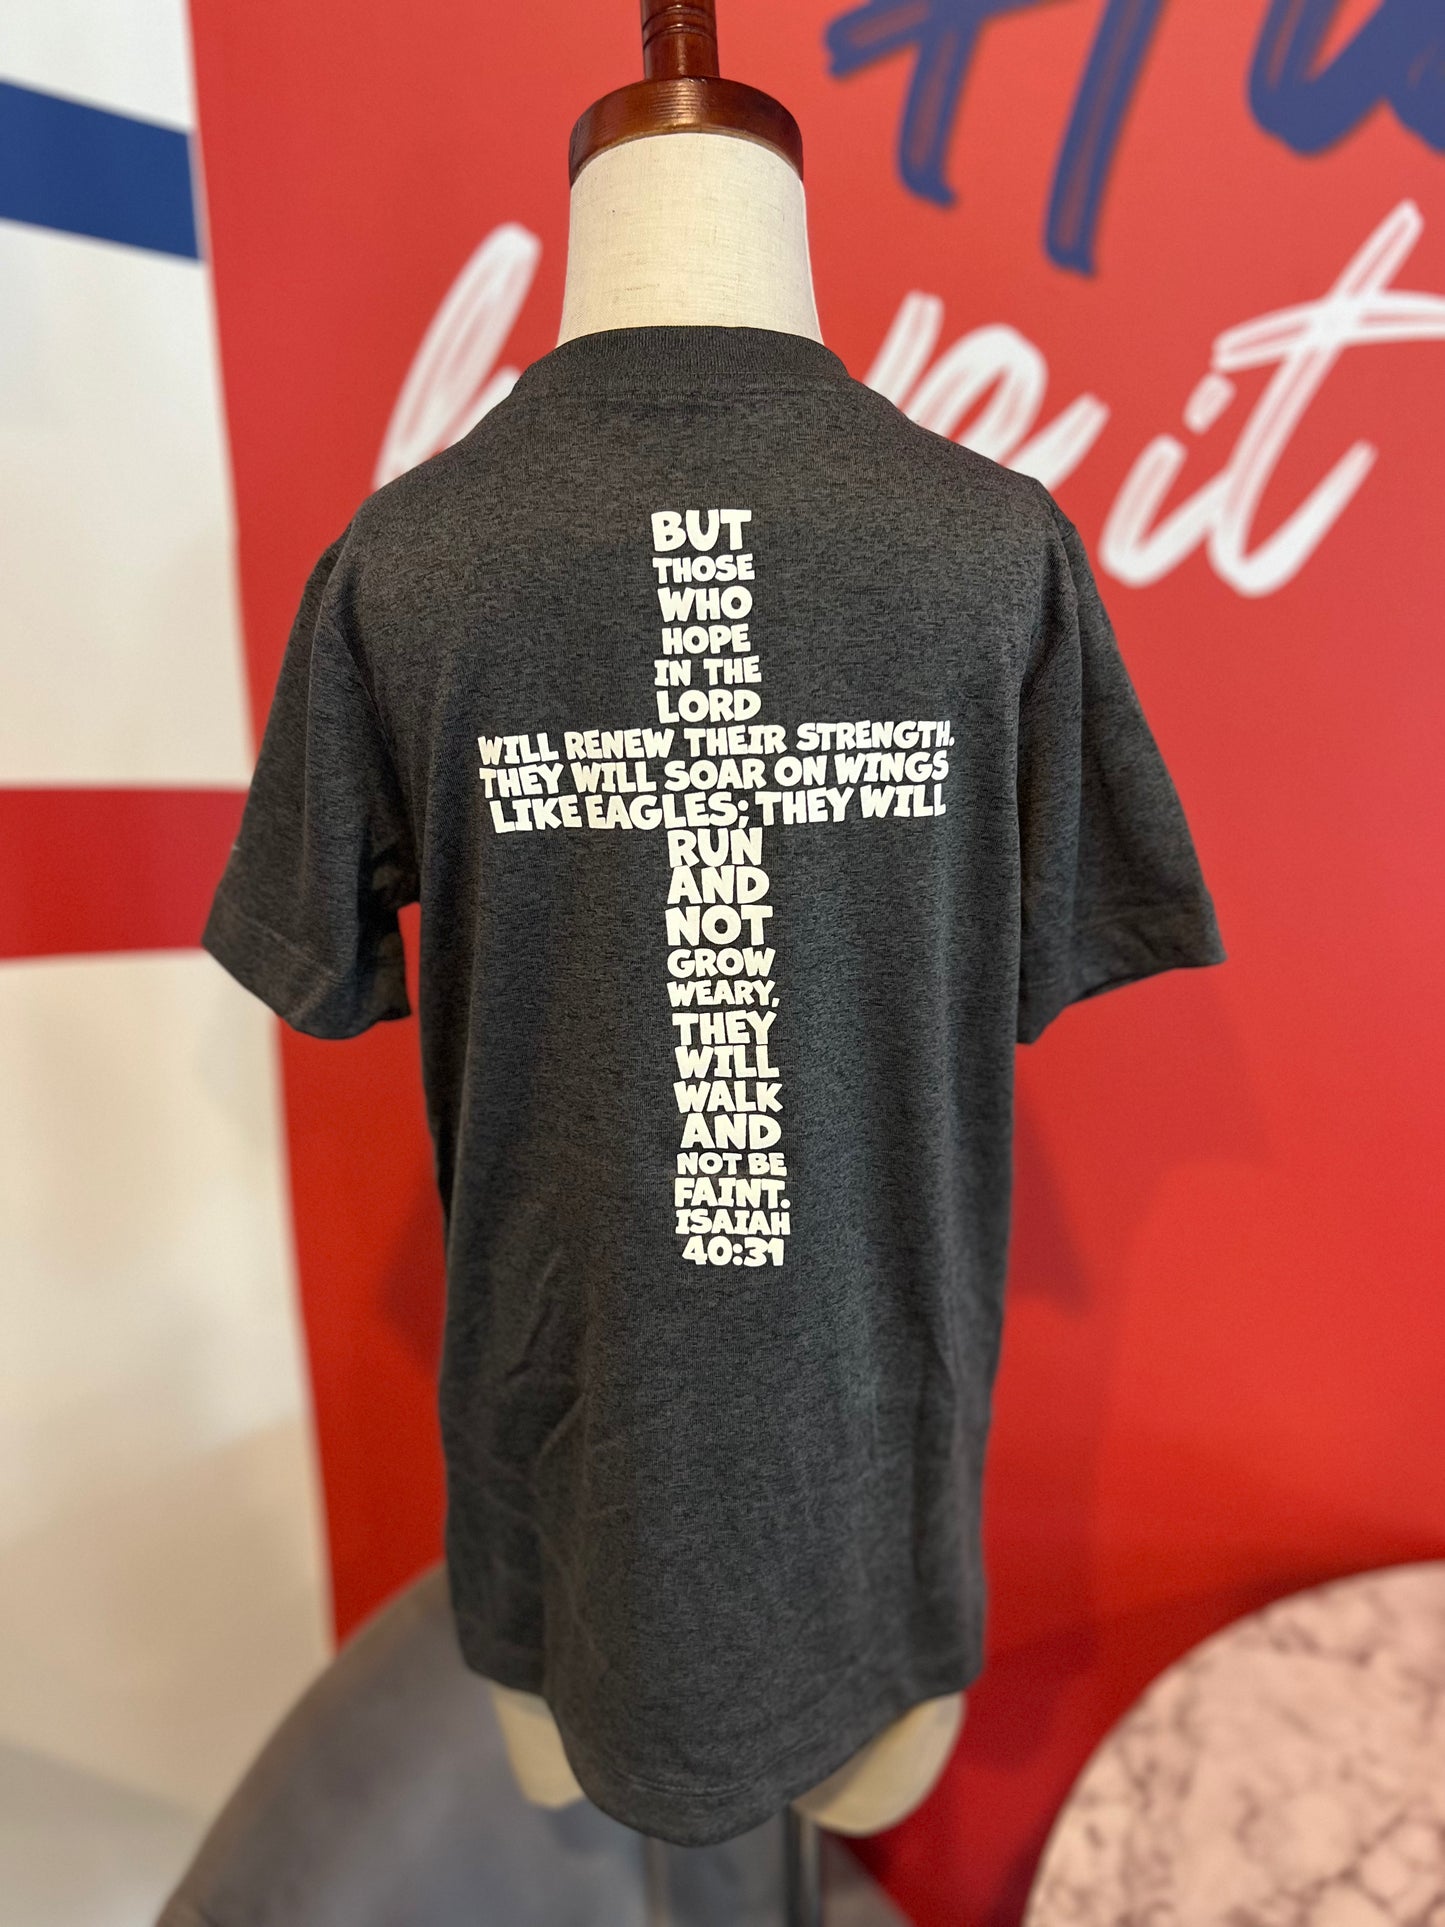 BUT
THOSE
WHO
HOPE
IN THE
LORD
WILL RENEW THEIR STRENGTH.
THEY WILL SOAR ON WINGS
LIKE EAGLES; THEY WILL
RUN
AND
NOT
GROW
WEARY,
THEY
WILL
WALK
AND
NOT BE
FAINT.
ISAIAH
40:31